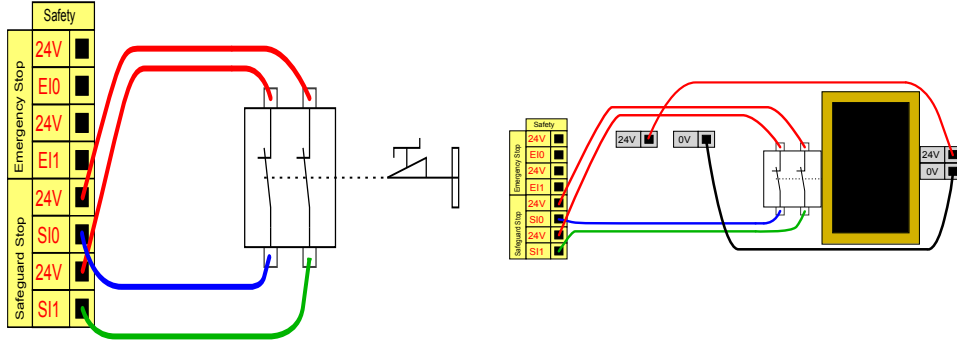 Safety
Emergency Stop
24V
EI0
24V
EI1
Safeguard Stop
24V
SI0
24V
SI1
Safety
Emergency Stop
24V
EI0
24V
EI1
Safeguard Stop
24V
SI0
24V
SI1
24V
0V
24V
0V